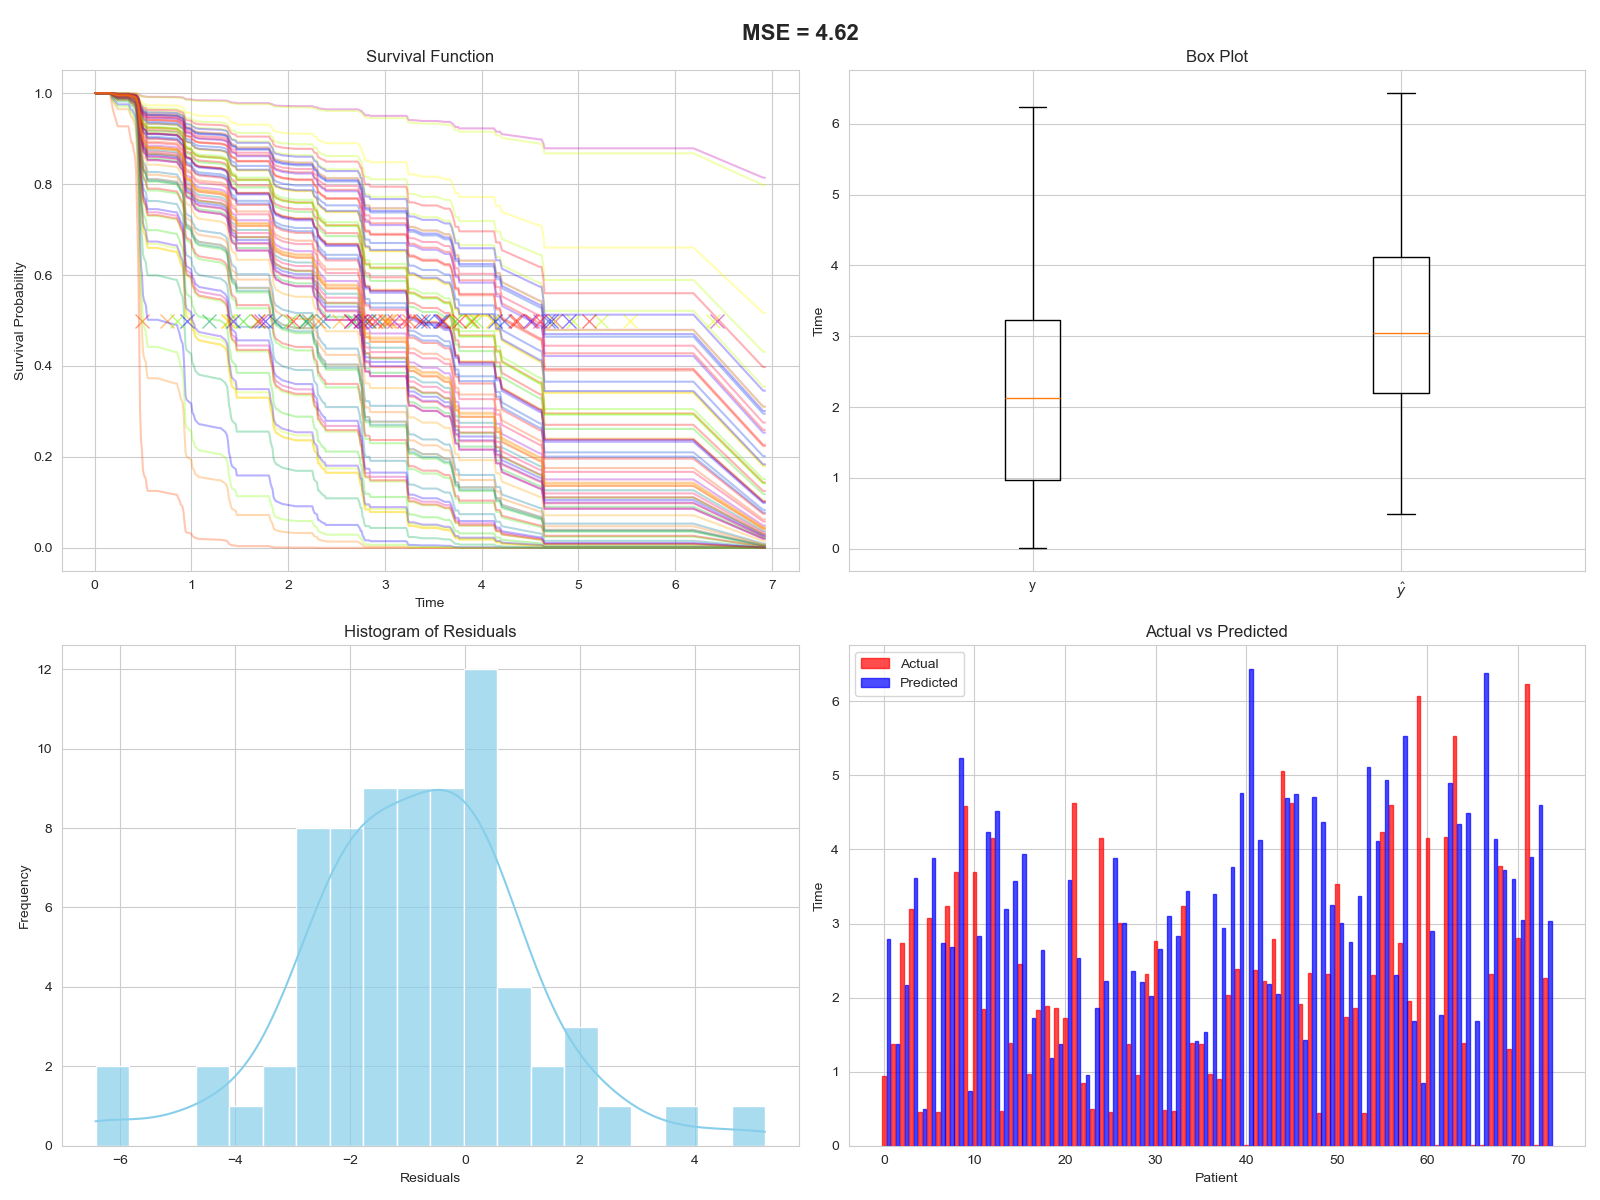 MSE = 4.62
Survival Function
Survival Probability
1.0
0.8
0.6
0.4
0.2
0.0
0 1 2 3 4 5 6 7
Time
Box Plot
Time
6
5
4
3
2
1
0
y ŷ
Histogram of Residuals
Frequency
12
10
8
6
4
2
0
−6 −4 −2 0 2 4
Residuals
Actual vs Predicted
Actual
Predicted
Time
6
5
4
3
2
1
0
0 10 20 30 40 50 60 70
Patient